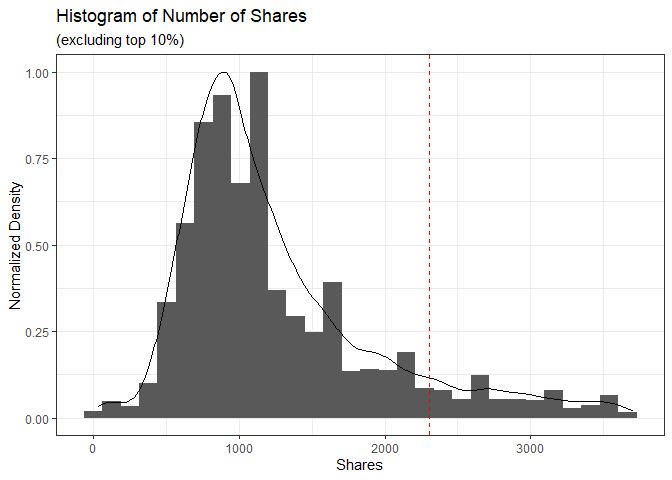 Histogram of Number of Shares
(excluding top 10%)
1.00
0.75
0.50
0.25
0.00
Normalized Density
0 1000 2000 3000
Shares